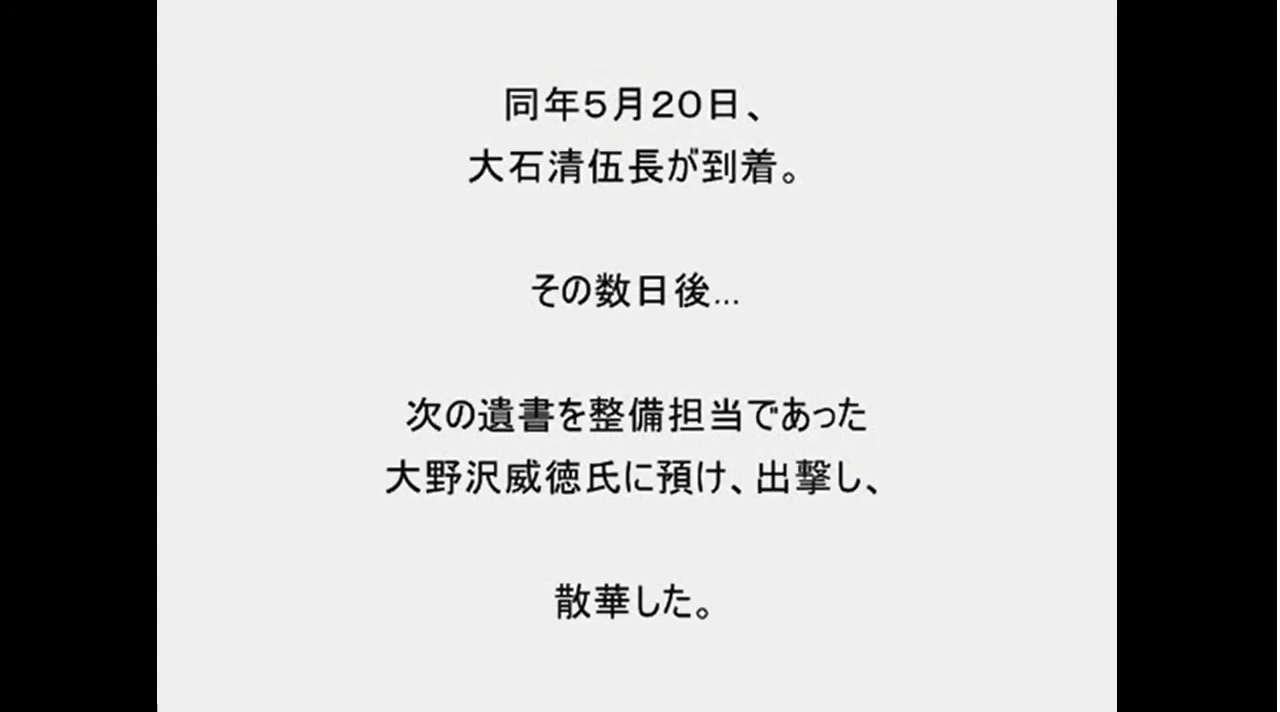 同年５月２０日、
大石清伍長が到着。
その数日後...
次の遺書を整備担当であった
大野沢威徳氏に預け、出撃し、
散華した。